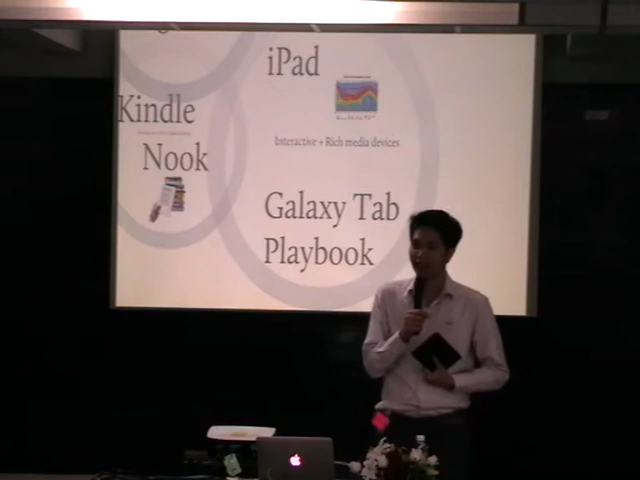 iPad
Kindle
Interactive + Rich media devices
Nook
Galaxy Tab
Playbook